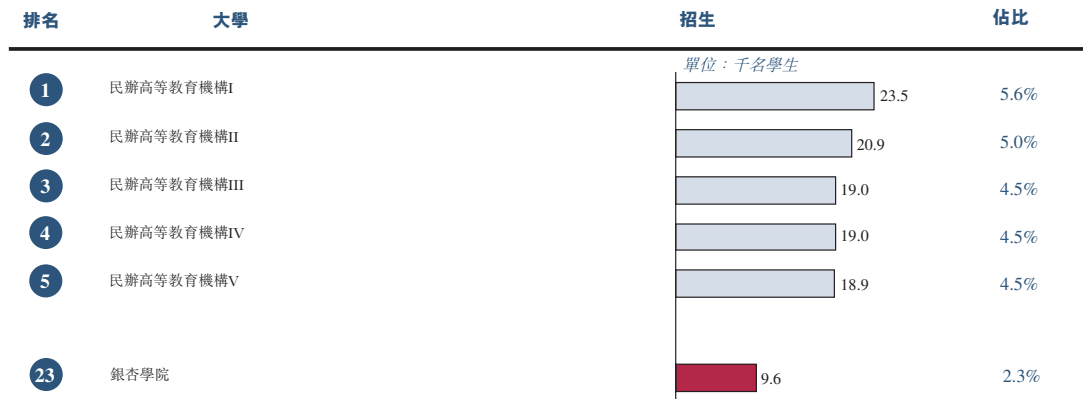 排名 大學 招生 佔比
單位：千名學生
1 民辦高等教育機構I 23.5 5.6%
2 民辦高等教育機構II 20.9 5.0%
3 民辦高等教育機構III 19.0 4.5%
4 民辦高等教育機構IV 19.0 4.5%
5 民辦高等教育機構V 18.9 4.5%
23 銀杏學院 9.6 2.3%